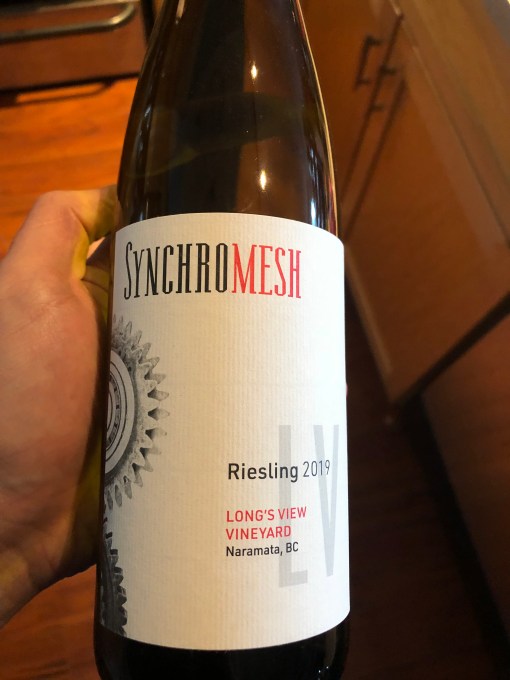 SYNCHROMESH
LV
Riesling 2019
LONG'S VIEW
VINEYARD
Naramata, BC